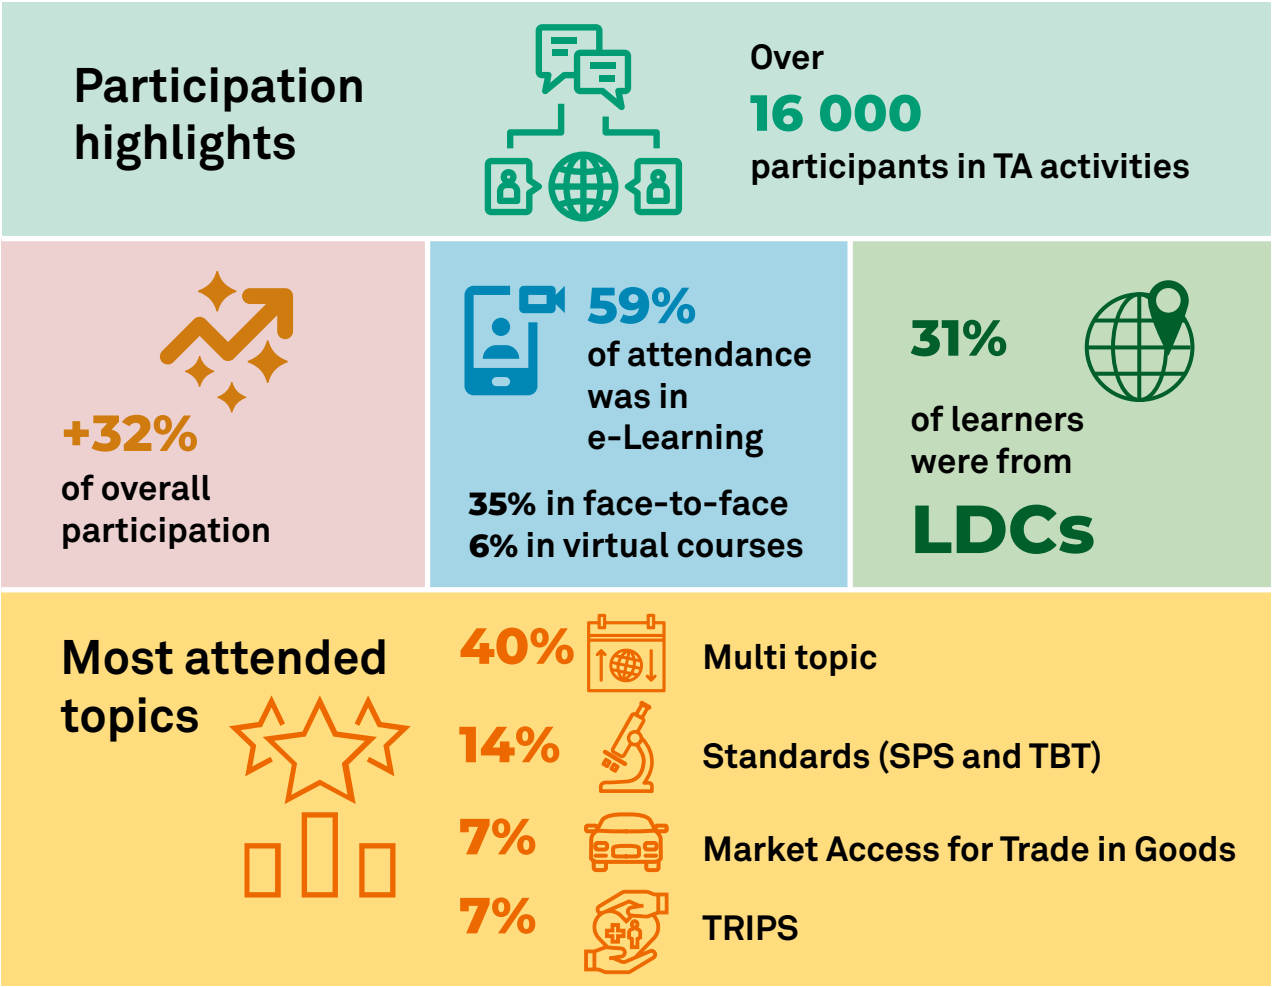 Participation
highlights
Over
16 000
participants in TA activities
+32%
of overall
participation
59%
of attendance
was in
e-Learning
35% in face-to-face
6% in virtual courses
31%
of learners
were from
LDCs
Most attended
topics
40%
Multi topic
14%
Standards (SPS and TBT)
7%
Market Access for Trade in Goods
7%
TRIPS